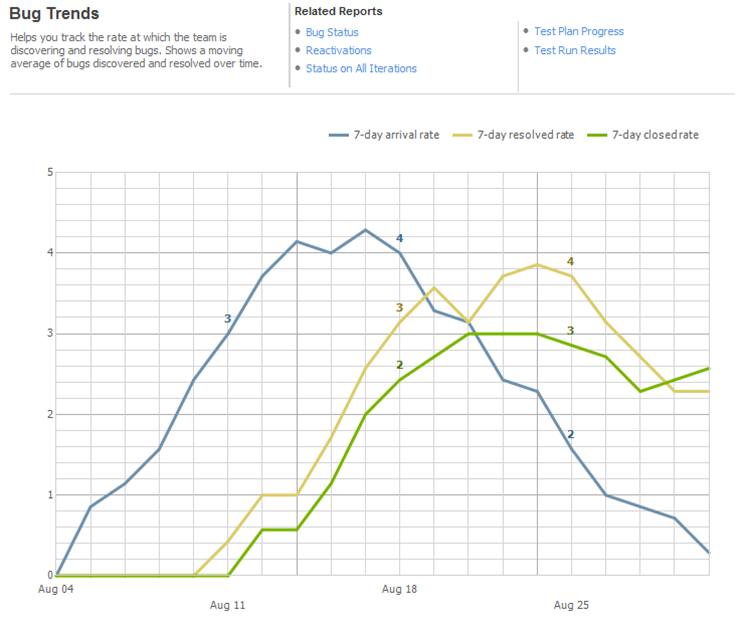 Bug Trends
Helps you track the rate at which the team is
discovering and resolving bugs. Shows a moving
average of bugs discovered and resolved over time.
Related Reports
Bug Status
Reactivations
Status on All Iterations
Test Plan Progress
Test Run Results
7-day arrival rate 7-day resolved rate 7-day closed rate
5
4
3
2
1
0
4
4
3
3
3
2
2
Aug 04
Aug 11
Aug 18
Aug 25